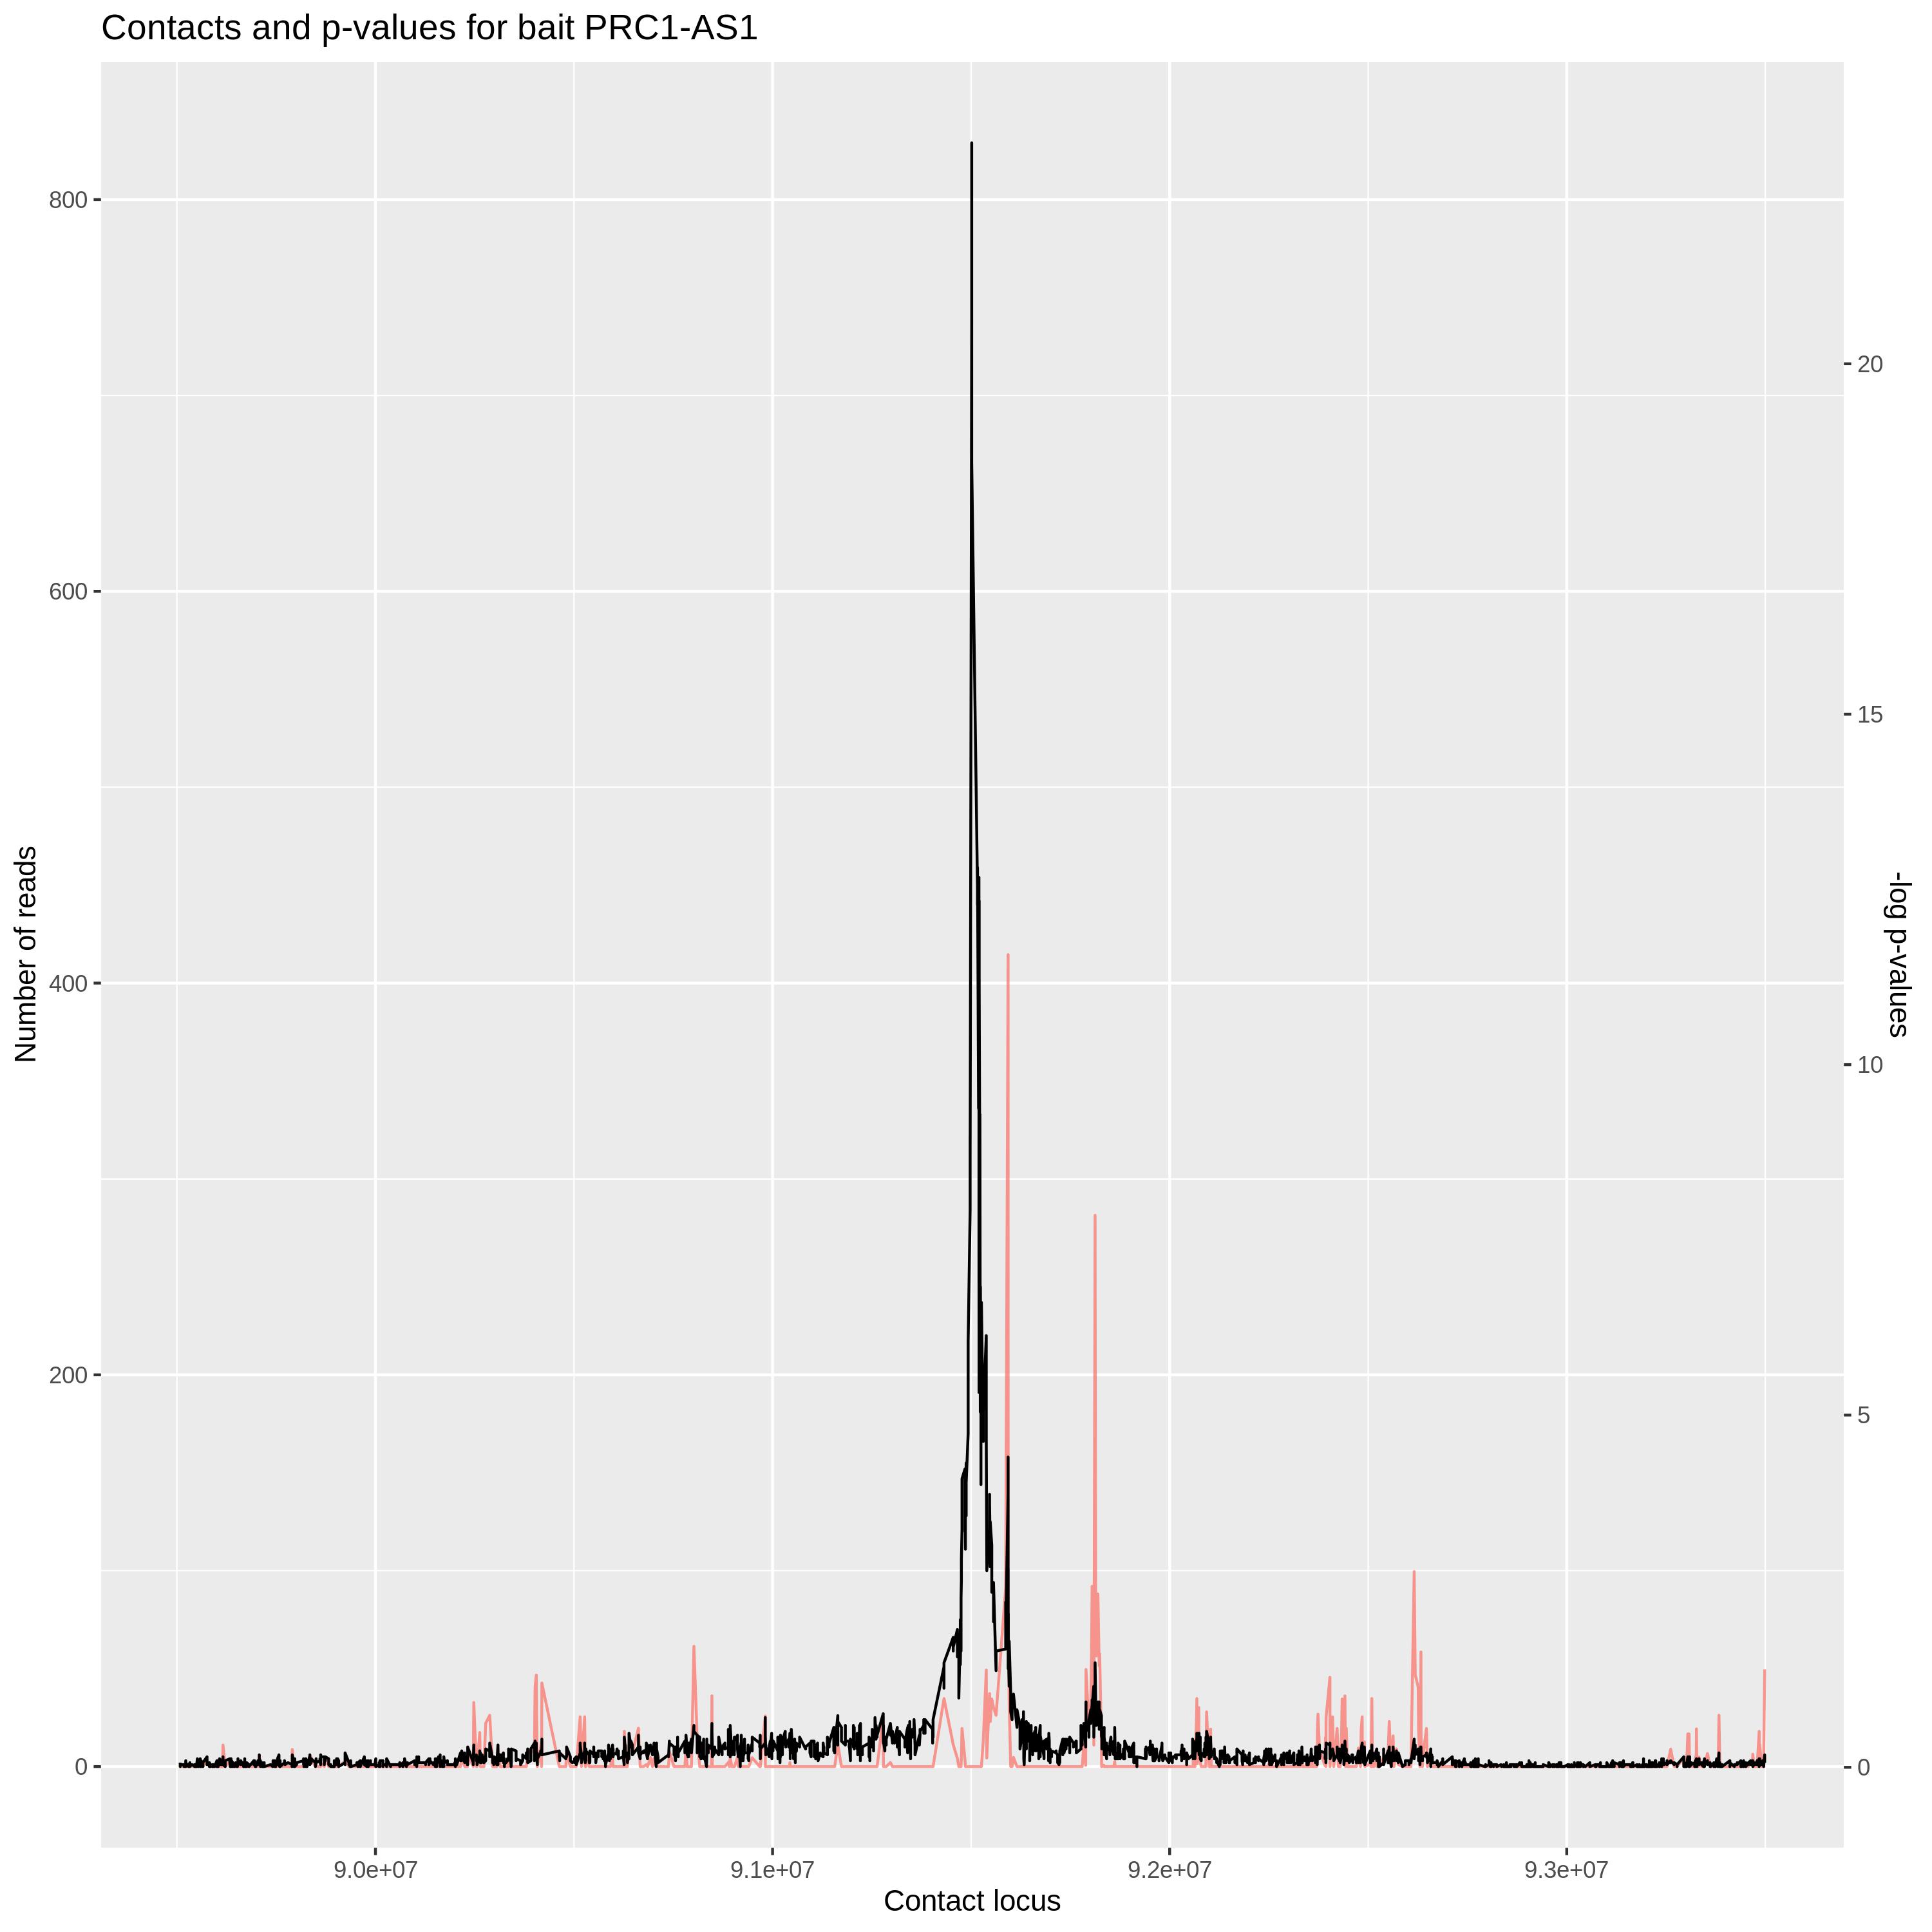 Contacts and p-values for bait PRC1-AS1
800
600
400
200
0
Number of reads
20
15
10
5
0
-log p-values
9.0e+07
9.1e+07
9.2e+07
9.3e+07
Contact locus